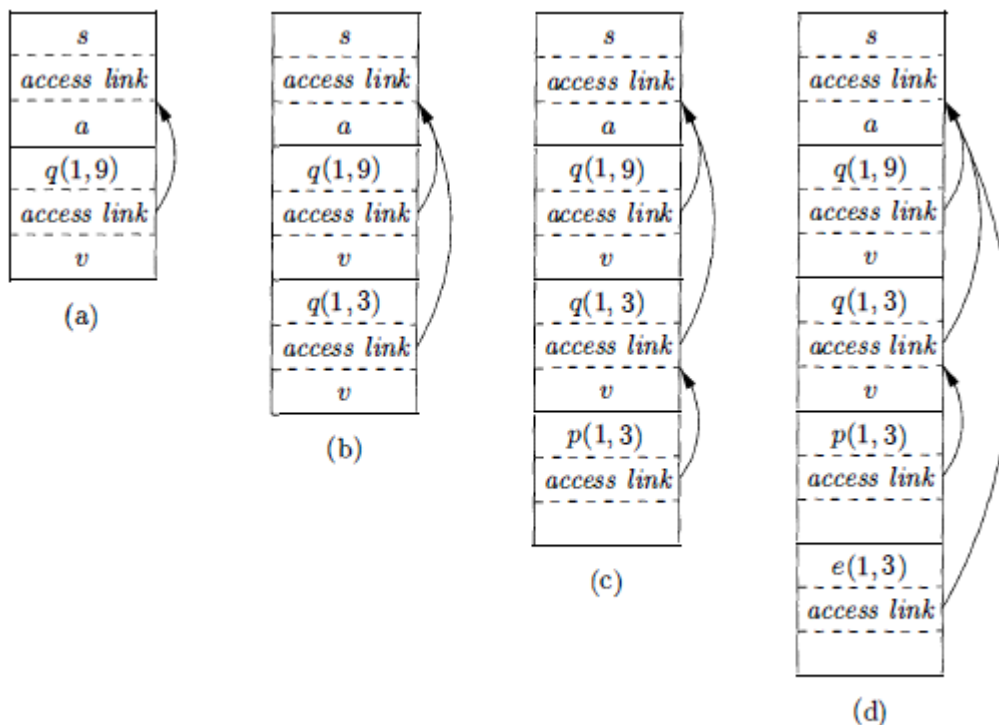 s
access link
a
q(1,9)
access link
v
(a)
s
access link
a
q(1,9)
access link
v
q(1,3)
access link
v
(b)
s
access link
a
q(1,9)
access link
v
q(1,3)
access link
v
p(1,3)
access link
(c)
s
access link
a
q(1,9)
access link
v
q(1,3)
access link
v
p(1,3)
access link
e(1,3)
access link
(d)